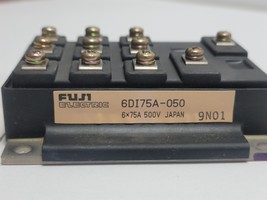 FUJI
ELECTRIC
6DI75A-050
6×75A 500V JAPAN
9N01